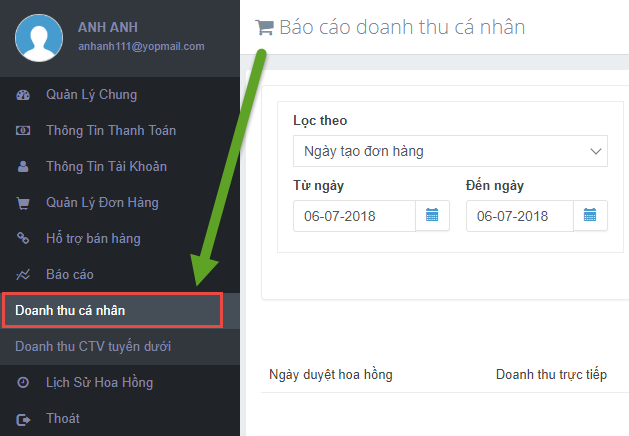 ANH ANH
anhanh111@yopmail.com
Quản Lý Chung
Thông Tin Thanh Toán
Thông Tin Tài Khoản
Quản Lý Đơn Hàng
Hổ trợ bán hàng
Báo cáo
Doanh thu cá nhân
Doanh thu CTV tuyến dưới
Lịch Sử Hoa Hồng
Thoát
Báo cáo doanh thu cá nhân
Lọc theo
Ngày tạo đơn hàng
Từ ngày Đến ngày
06-07-2018 06-07-2018
Ngày duyệt hoa hồng Doanh thu trực tiếp